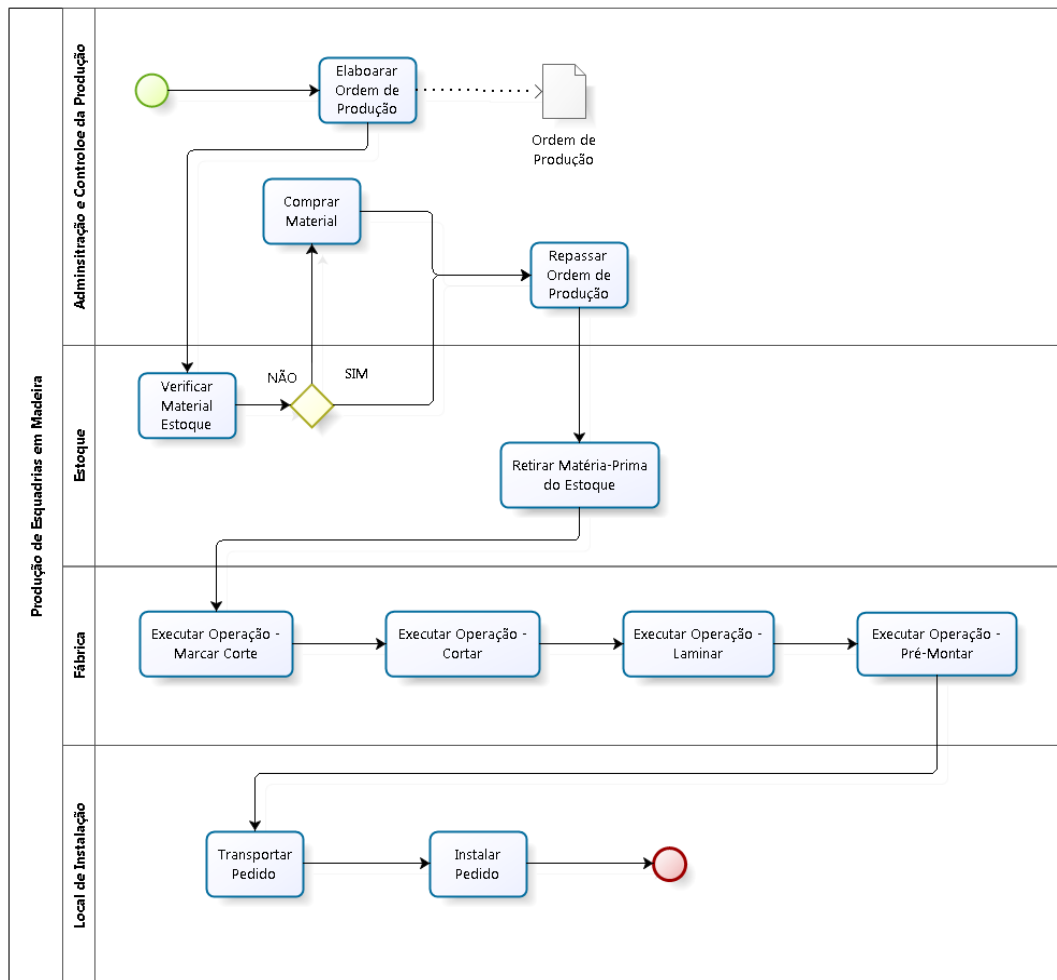 Produção de Esquadrias em Madeira
Adminsitração e Controloe da Produção
Elaboarar
Ordem de
Produção
Ordem de
Produção
Comprar
Material
Repassar
Ordem de
Produção
Estoque
NÃO
SIM
Verificar
Material
Estoque
Retirar Matéria-Prima
do Estoque
Fábrica
Executar Operação -
Marcar Corte
Executar Operação -
Cortar
Executar Operação -
Laminar
Executar Operação -
Pré-Montar
Local de Instalação
Transportar
Pedido
Instalar
Pedido